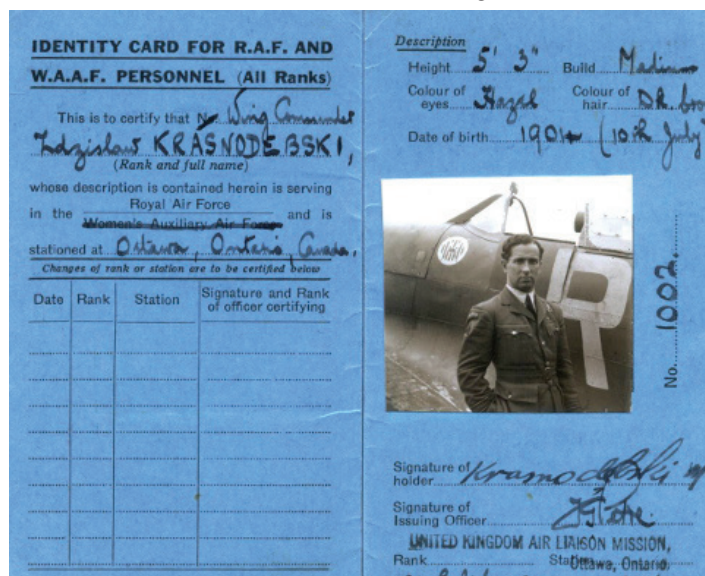 IDENTITY CARD FOR R.A.F. AND
W.A.A.F. PERSONNEL (All Ranks)
This is to certify that No. Wing Commander
Zdzislaw KRASNODEBSKI,
(Rank and full name)
whose description is contained herein is serving
Royal Air Force
in the Women's Auxiliary Air Force and is
stationed at Ottawa, Ontario, Canada.
Changes of rank or station are to be certified below
Date Rank Station Signature and Rank
of officer certifying
Description
Height 5' 3" Build Medium
Colour of eyes Hazel Colour of hair DK.
Date of birth 1904 (10th July)
R
No. 1002.
Signature of holder Krasnodebski
Signature of
Issuing Officer
UNITED KINGDOM AIR LIAISON MISSION,
Rank Ottawa, Ontario.